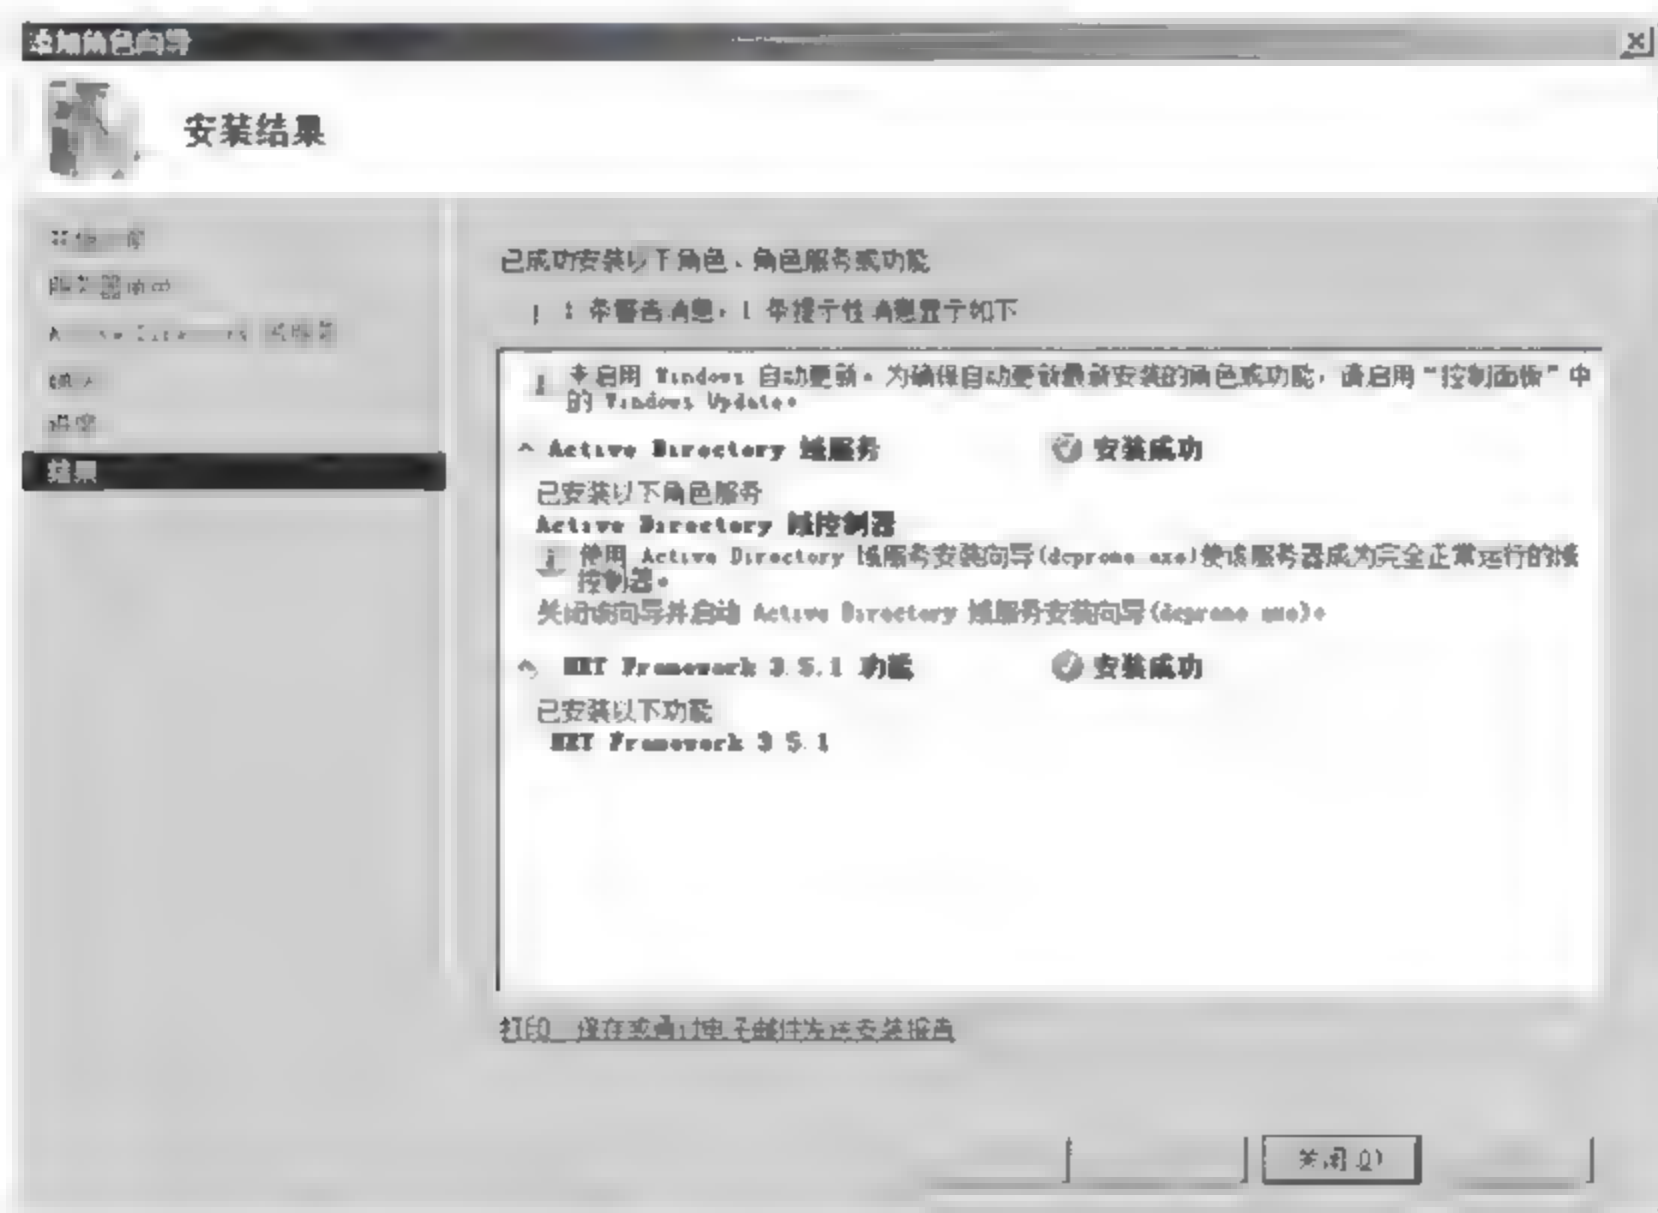 添加角色向导
安装结果
Active Directory 域服务
确认
进度
结果
已成功安装以下角色、角色服务或功能
1 条警告消息，1 条提示性消息显示如下
未启用 Windows 自动更新。为确保自动更新最新安装的角色或功能，请启用“控制面板”中
的 Windows Update。
Active Directory 域服务 安装成功
已安装以下角色服务
Active Directory 域控制器
使用 Active Directory 域服务安装向导(dcpromo exe)使该服务器成为完全正常运行的域
控制器。
关闭该向导并启动 Active Directory 域服务安装向导(dcpromo exe)。
NET Framework 3.5.1 功能 安装成功
已安装以下功能
NET Framework 3.5.1
打印、保存或通过电子邮件发送安装报告
关闭(O)